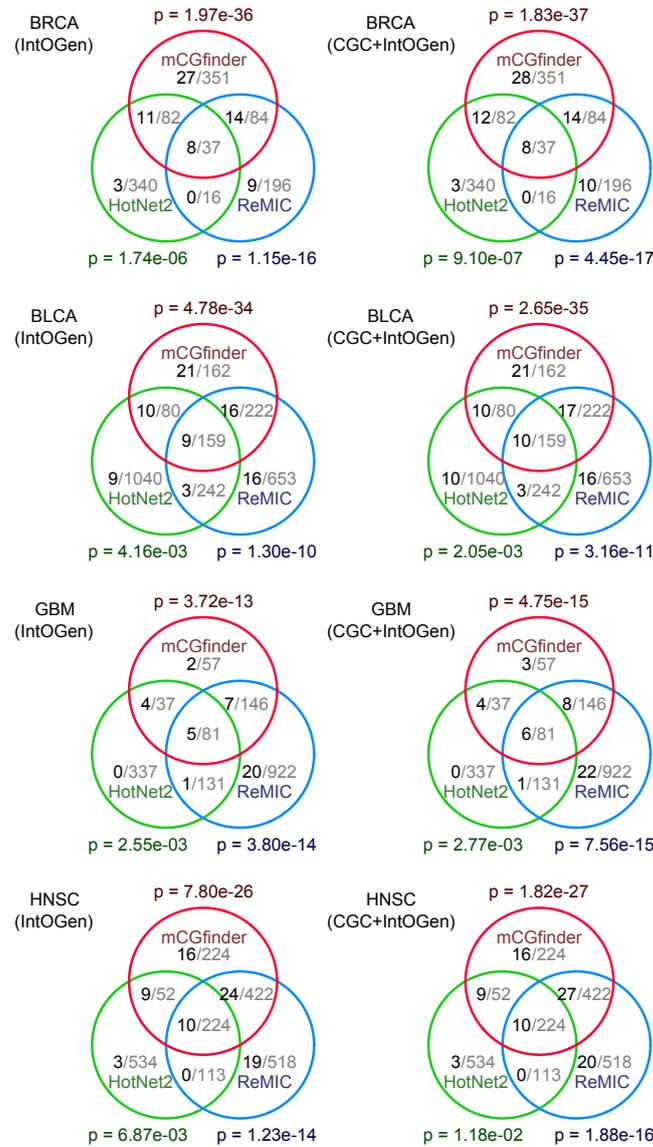 BRCA
(IntOGen)
p = 1.97e-36
mCGfinder
27/351
11/82
14/84
8/37
3/340
HotNet2
0/16
9/196
ReMIC
p = 1.74e-06
p = 1.15e-16
BRCA
(CGC+IntOGen)
p = 1.83e-37
mCGfinder
28/351
12/82
14/84
8/37
3/340
HotNet2
0/16
10/196
ReMIC
p = 9.10e-07
p = 4.45e-17
BLCA
(IntOGen)
p = 4.78e-34
mCGfinder
21/162
10/80
16/222
9/159
9/1040
HotNet2
3/242
16/653
ReMIC
p = 4.16e-03
p = 1.30e-10
BLCA
(CGC+IntOGen)
p = 2.65e-35
mCGfinder
21/162
10/80
17/222
10/159
10/1040
HotNet2
3/242
16/653
ReMIC
p = 2.05e-03
p = 3.16e-11
GBM
(IntOGen)
p = 3.72e-13
mCGfinder
2/57
4/37
7/146
5/81
0/337
HotNet2
1/131
20/922
ReMIC
p = 2.55e-03
p = 3.80e-14
GBM
(CGC+IntOGen)
p = 4.75e-15
mCGfinder
3/57
4/37
8/146
6/81
0/337
HotNet2
1/131
22/922
ReMIC
p = 2.77e-03
p = 7.56e-15
HNSC
(IntOGen)
p = 7.80e-26
mCGfinder
16/224
9/52
24/422
10/224
3/534
HotNet2
0/113
19/518
ReMIC
p = 6.87e-03
p = 1.23e-14
HNSC
(CGC+IntOGen)
p = 1.82e-27
mCGfinder
16/224
9/52
27/422
10/224
3/534
HotNet2
0/113
20/518
ReMIC
p = 1.18e-02
p = 1.88e-16